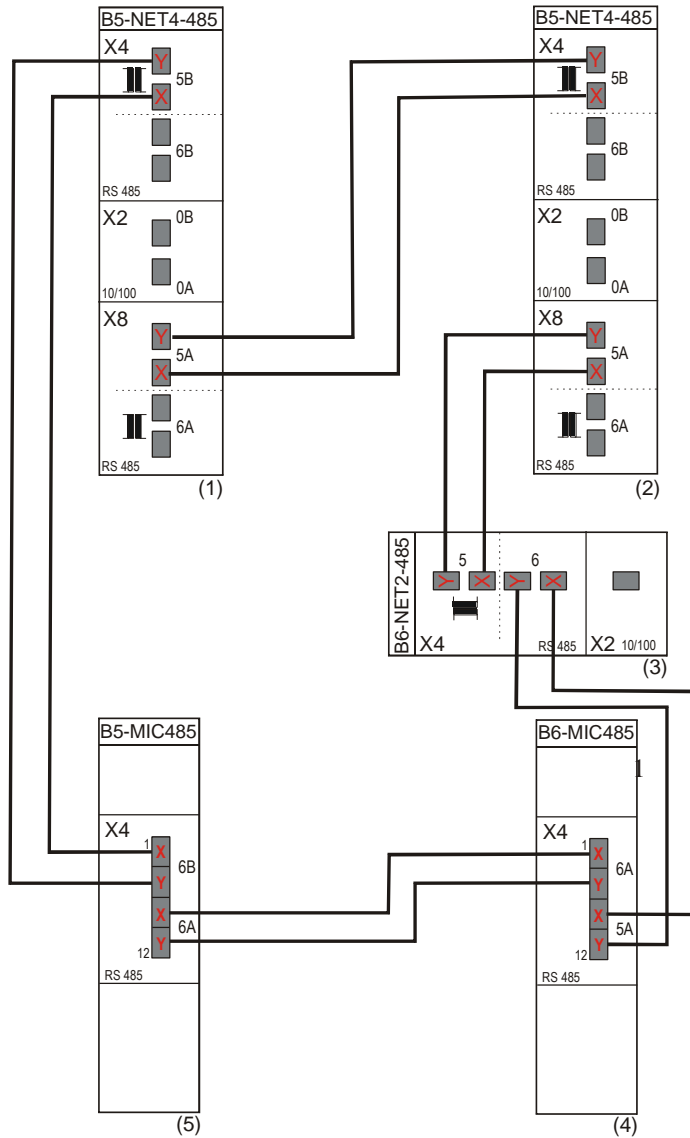 B5-NET4-485
X4
Y
5B
X
6B
RS 485
X2
0B
10/100
0A
X8
Y
5A
X
6A
RS 485
(1)
B5-NET4-485
X4
Y
5B
X
6B
RS 485
X2
0B
10/100
0A
X8
Y
5A
X
6A
RS 485
(2)
B6-NET2-485
5
6
Y X Y X
X4
RS 485
X2 10/100
(3)
B5-MIC485
X4
1
X
6B
Y
X
6A
12
Y
RS 485
(5)
B6-MIC485
1
X4
1
X
6A
Y
X
5A
12
Y
RS 485
(4)